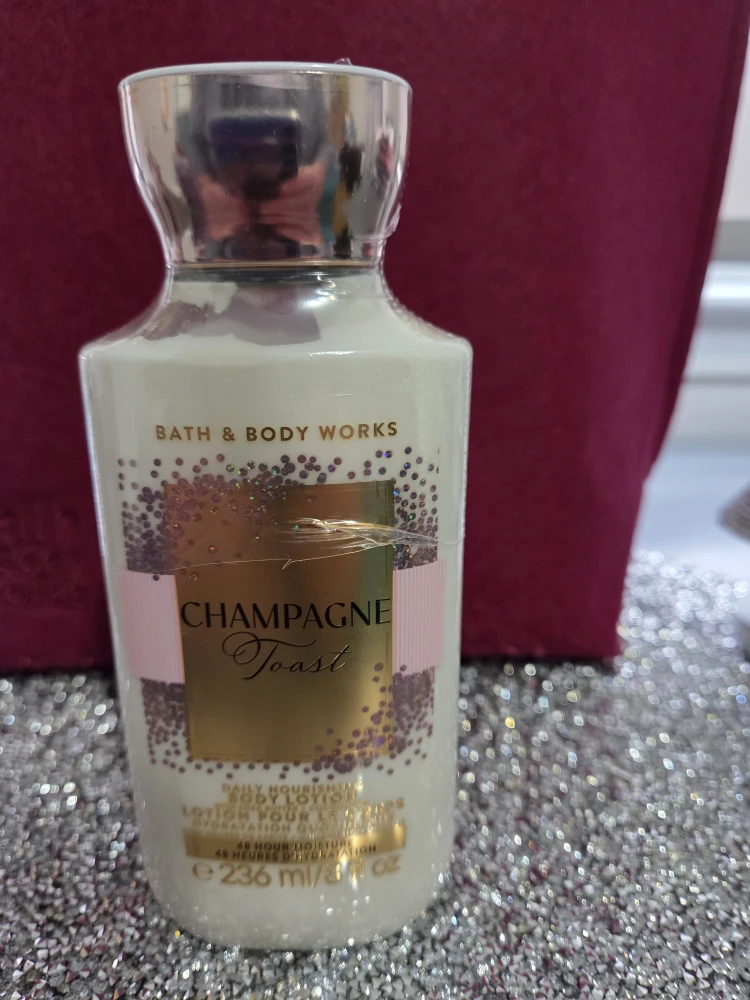 BATH & BODY WORKS
CHAMPAGNE
Toast
DAILY NOURISHING
BODY LOTION
LOTION POUR LE CORPS
HYDRATATION
48 HOUR MOISTURE
48 HEURES D'HYDRATATION
e 236 ml/8 fl oz